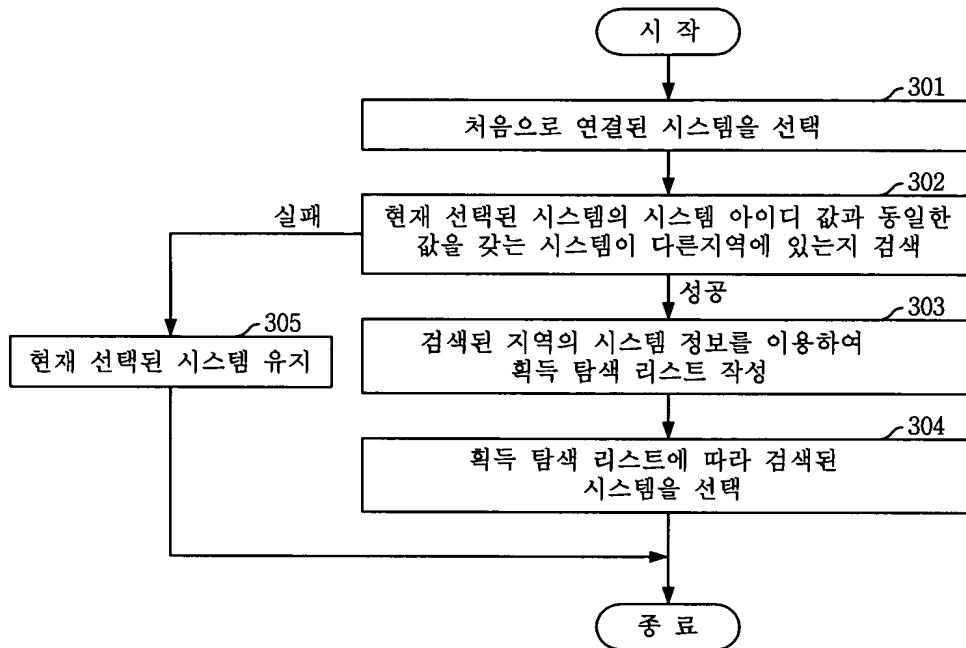 시 작
301
처음으로 연결된 시스템을 선택
302
현재 선택된 시스템의 시스템 아이디 값과 동일한
값을 갖는 시스템이 다른지역에 있는지 검색
실패
성공
303
검색된 지역의 시스템 정보를 이용하여
획득 탐색 리스트 작성
305
현재 선택된 시스템 유지
304
획득 탐색 리스트에 따라 검색된
시스템을 선택
종 료